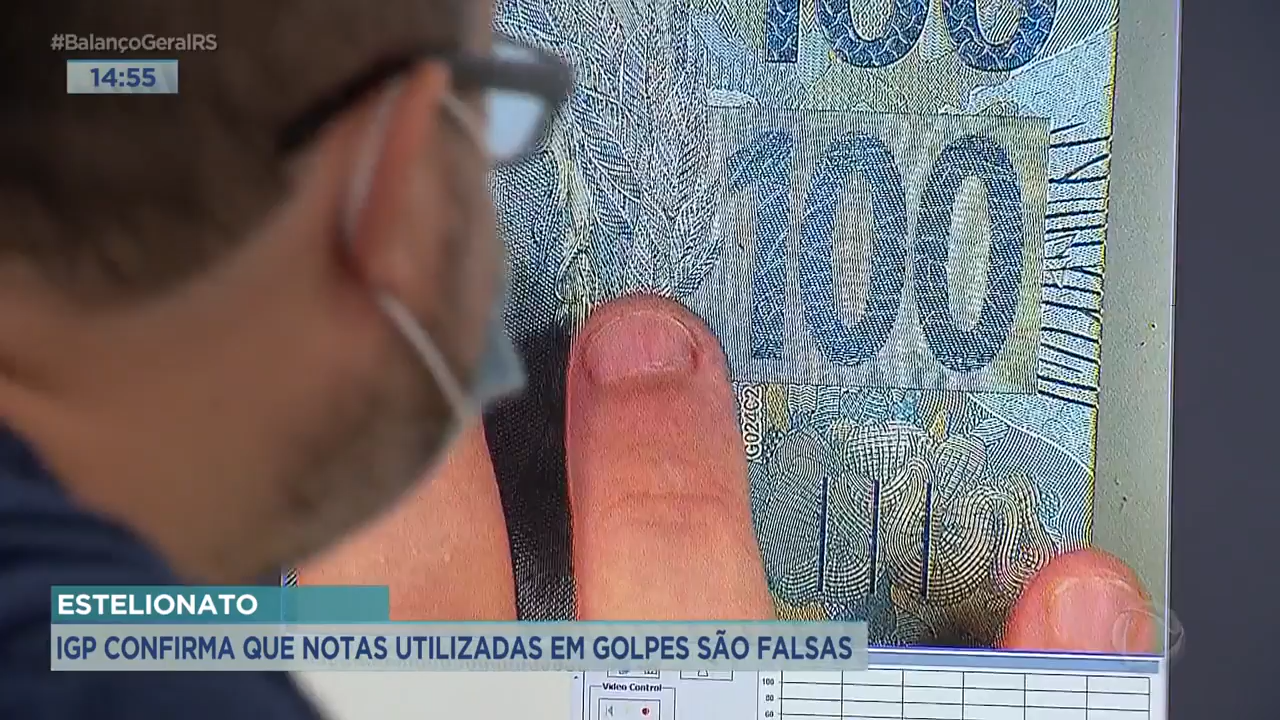 #BalançoGeralRS
14:55
100
100
G02162
ESTELIONATO
IGP CONFIRMA QUE NOTAS UTILIZADAS EM GOLPES SÃO FALSAS
Video Control
100
80
60